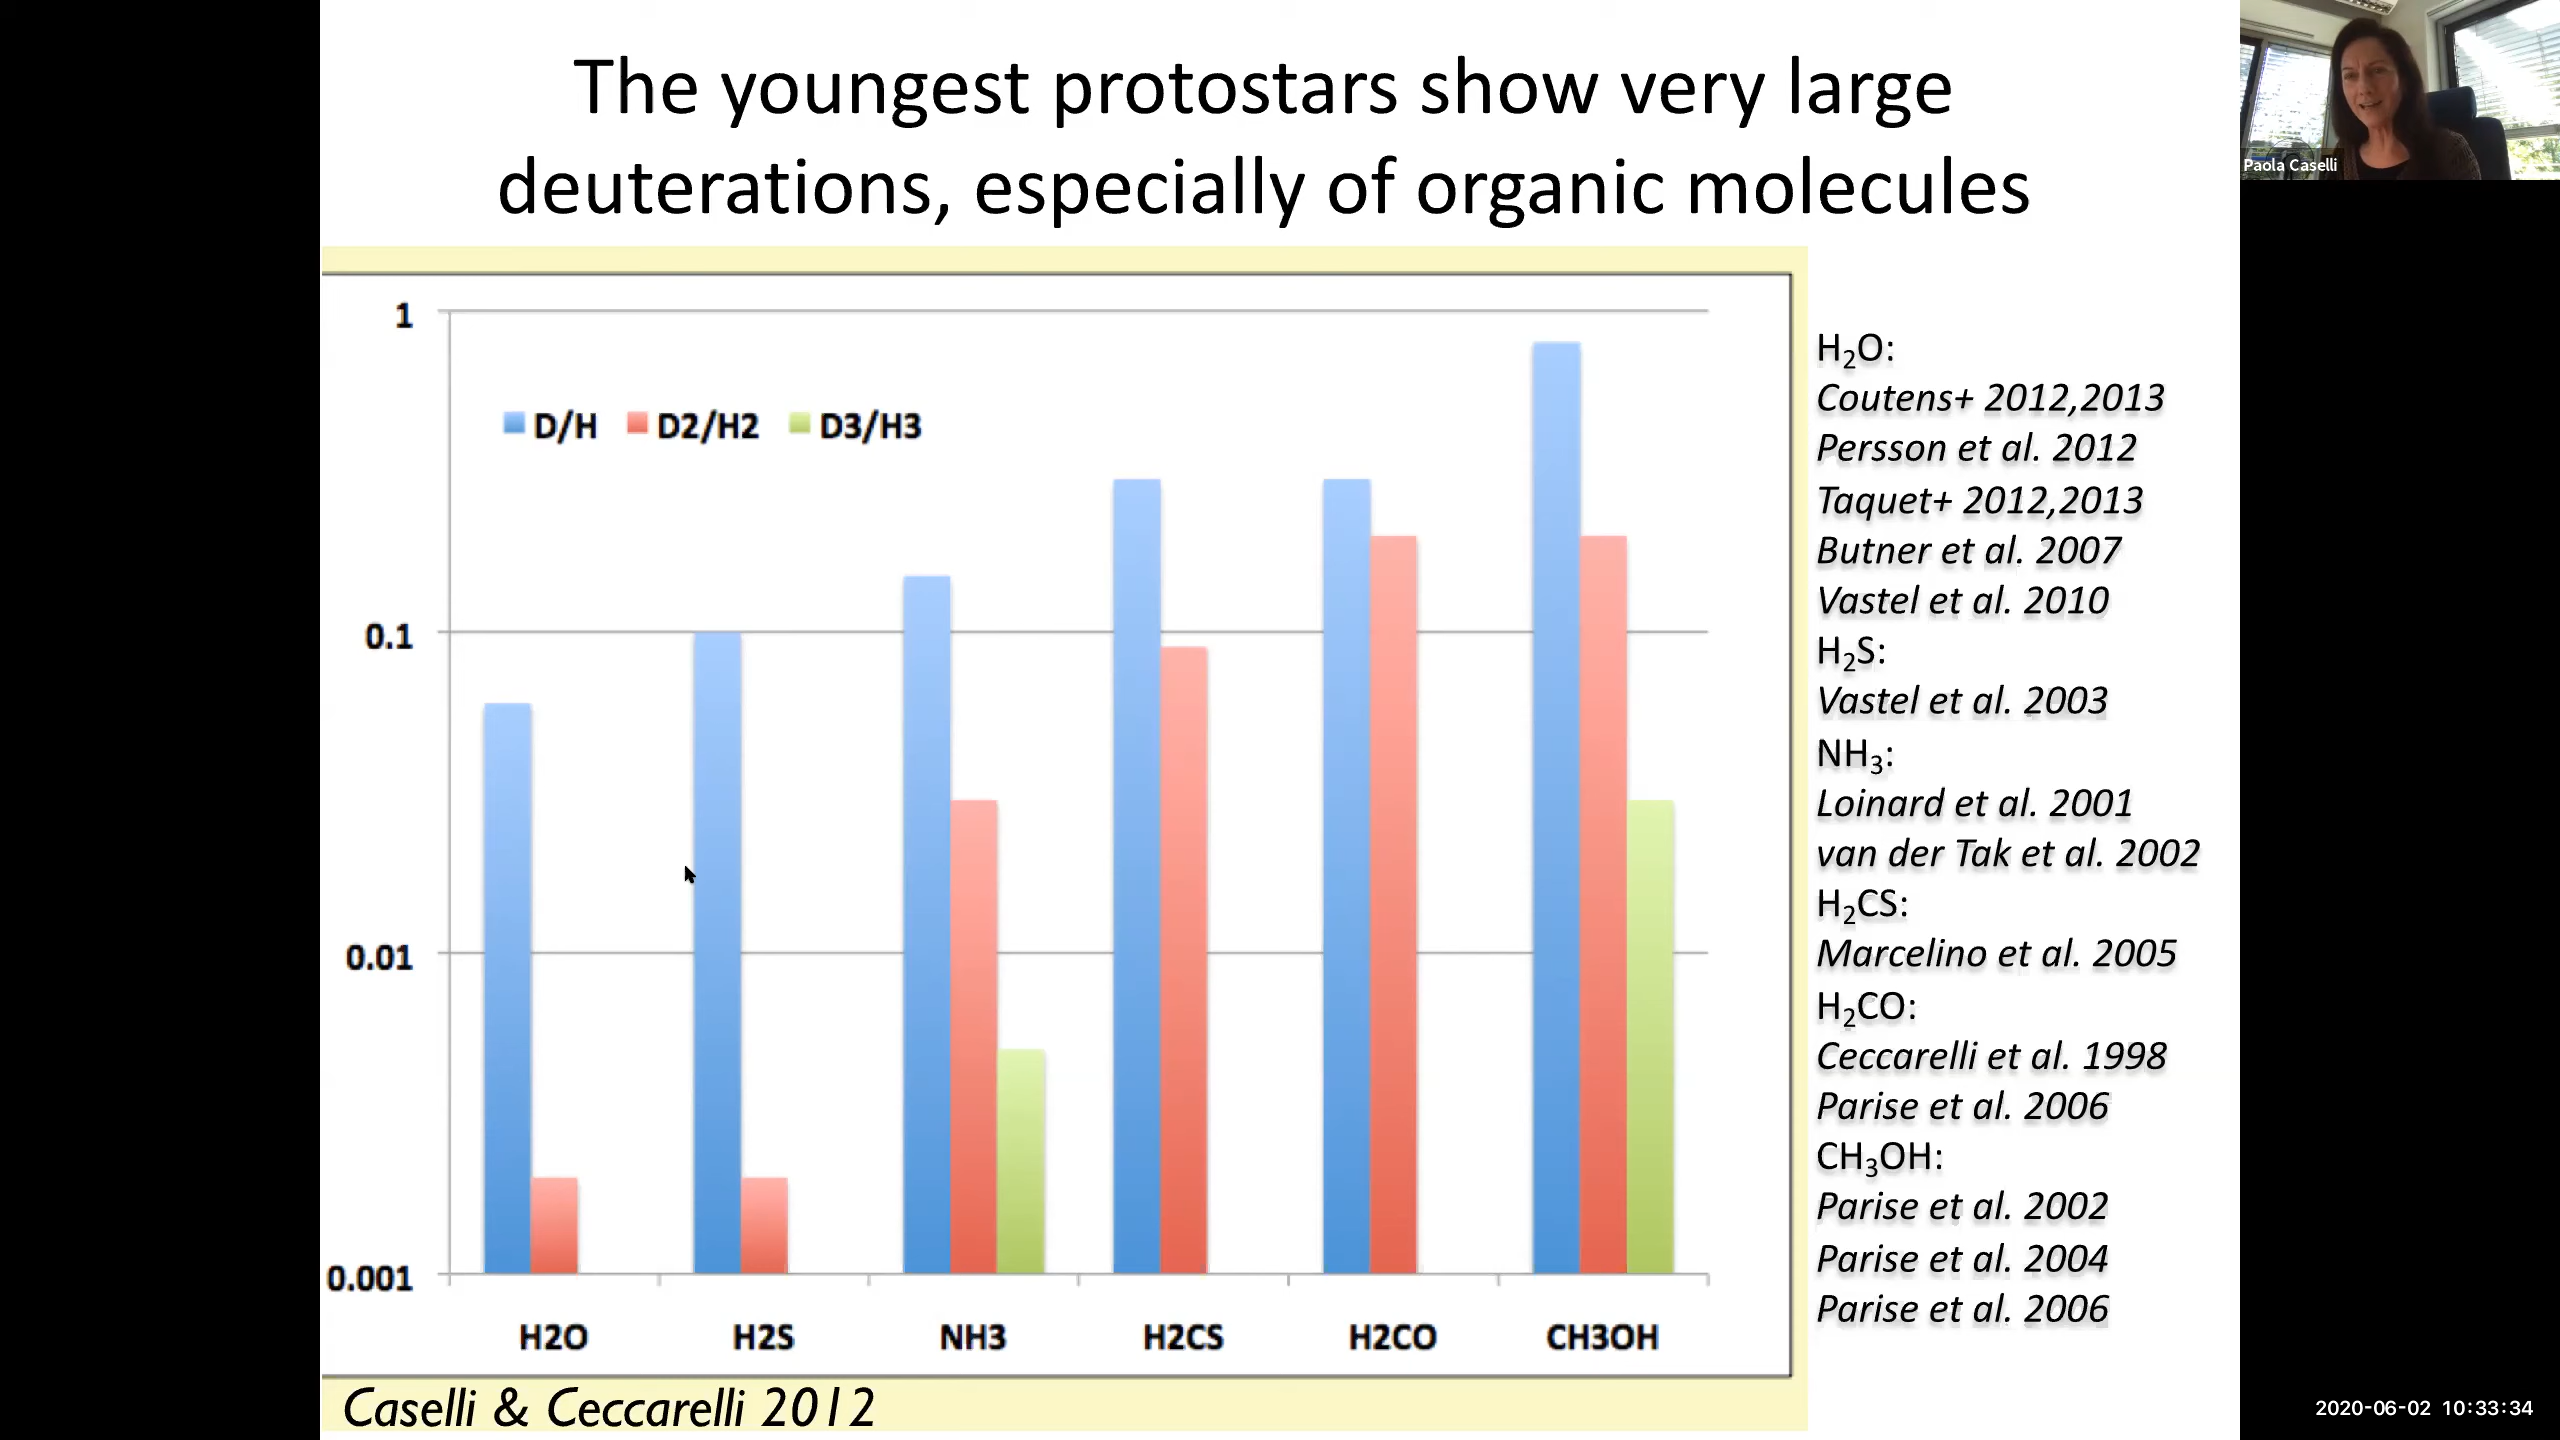 The youngest protostars show very large
deuterations, especially of organic molecules
Paola Caselli
1
D/H D2/H2 D3/H3
0.1
0.01
0.001
H2O H2S NH3 H2CS H2CO CH3OH
Caselli & Ceccarelli 2012
H₂O:
Coutens+ 2012,2013
Persson et al. 2012
Taquet+ 2012,2013
Butner et al. 2007
Vastel et al. 2010
H₂S:
Vastel et al. 2003
NH₃:
Loinard et al. 2001
van der Tak et al. 2002
H₂CS:
Marcelino et al. 2005
H₂CO:
Ceccarelli et al. 1998
Parise et al. 2006
CH₃OH:
Parise et al. 2002
Parise et al. 2004
Parise et al. 2006
2020-06-02 10:33:34